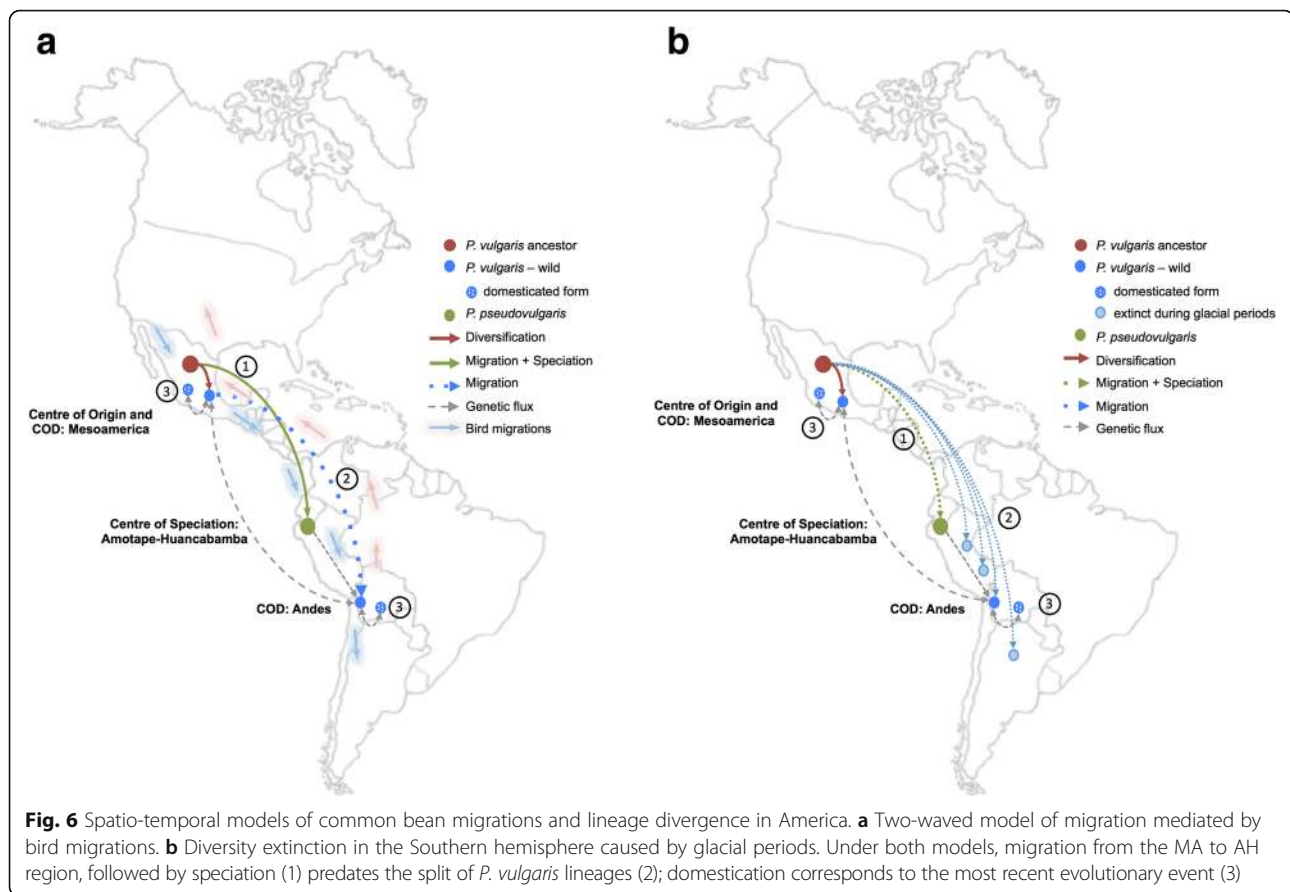 a
P. vulgaris ancestor
P. vulgaris – wild
domesticated form
P. pseudovulgaris
Diversification
Migration + Speciation
Migration
Genetic flux
Bird migrations
1
3
Centre of Origin and
COD: Mesoamerica
2
Centre of Speciation:
Amotape-Huancabamba
COD: Andes
3
b
P. vulgaris ancestor
P. vulgaris – wild
domesticated form
extinct during glacial periods
P. pseudovulgaris
Diversification
Migration + Speciation
Migration
Genetic flux
Centre of Origin and
COD: Mesoamerica
3
1
2
Centre of Speciation:
Amotape-Huancabamba
COD: Andes
3
Fig. 6 Spatio-temporal models of common bean migrations and lineage divergence in America. a Two-waved model of migration mediated by
bird migrations. b Diversity extinction in the Southern hemisphere caused by glacial periods. Under both models, migration from the MA to AH
region, followed by speciation (1) predates the split of P. vulgaris lineages (2); domestication corresponds to the most recent evolutionary event (3)